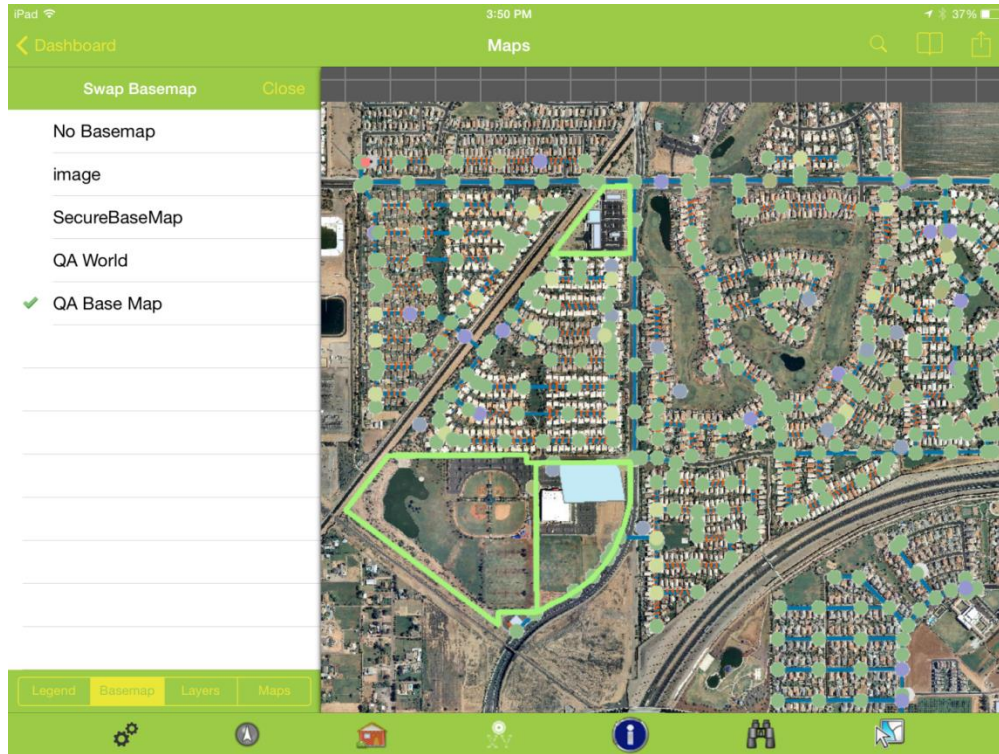 iPad 3:50 PM 37%
Dashboard Maps
Swap Basemap Close
No Basemap
image
SecureBaseMap
QA World
QA Base Map
Legend Basemap Layers Maps